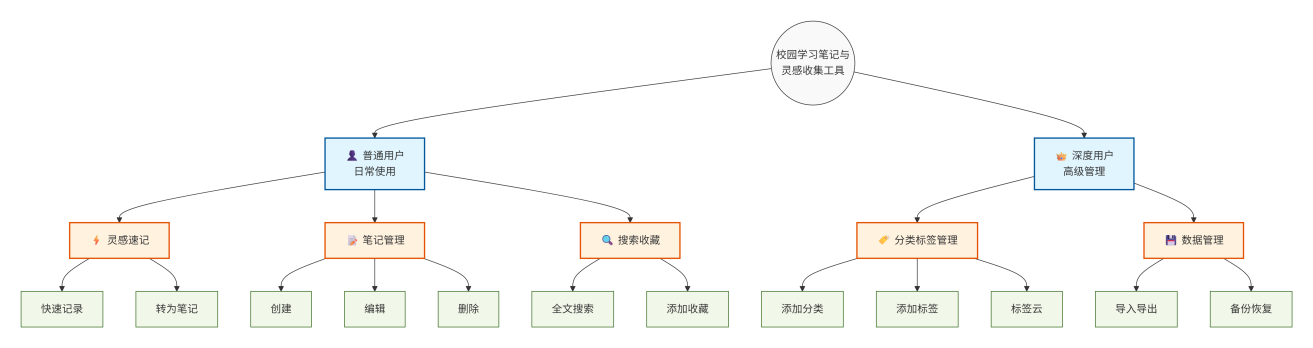 校园学习笔记与
灵感收集工具
普通用户
日常使用
深度用户
高级管理
灵感速记
笔记管理
搜索收藏
分类标签管理
数据管理
快速记录
转为笔记
创建
编辑
删除
全文搜索
添加收藏
添加分类
添加标签
标签云
导入导出
备份恢复